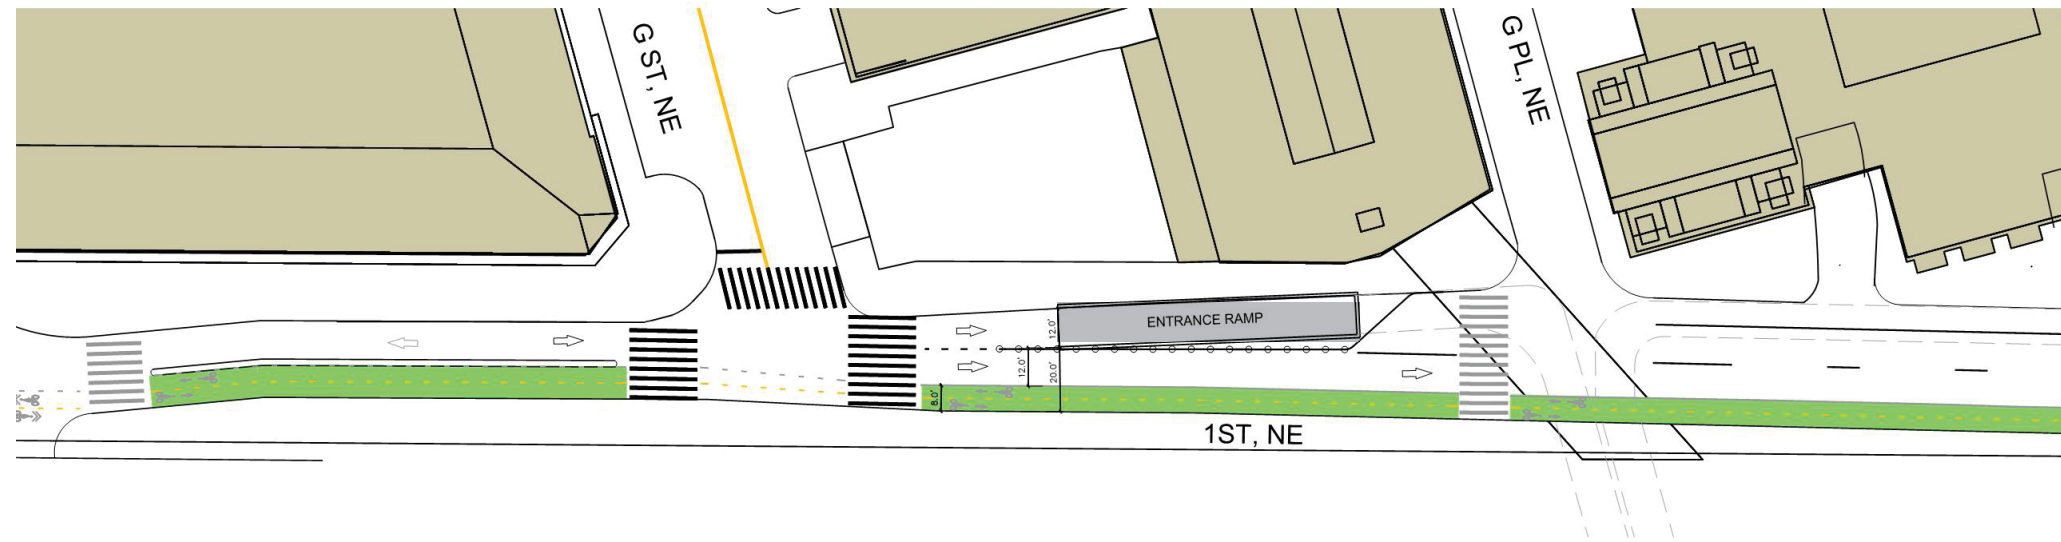 G ST, NE
G PL, NE
ENTRANCE RAMP
12.0'
12.0'
20.0'
8.0'
1ST, NE